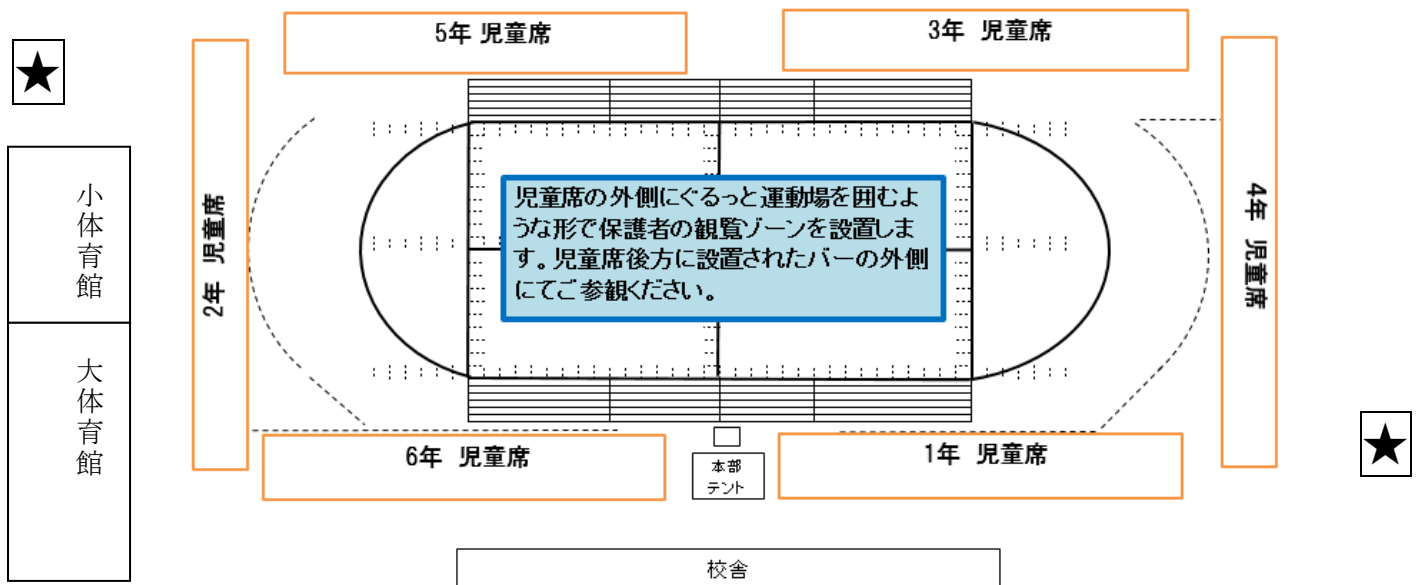 5年 児童席
3年 児童席
★
小体育館
2年 児童席
児童席の外側にぐるっと運動場を囲むよ
うな形で保護者の観覧ゾーンを設置しま
す。児童席後方に設置されたバーの外側
にてご参観ください。
4年 児童席
大体育館
6年 児童席
本部
テント
1年 児童席
★
校舎